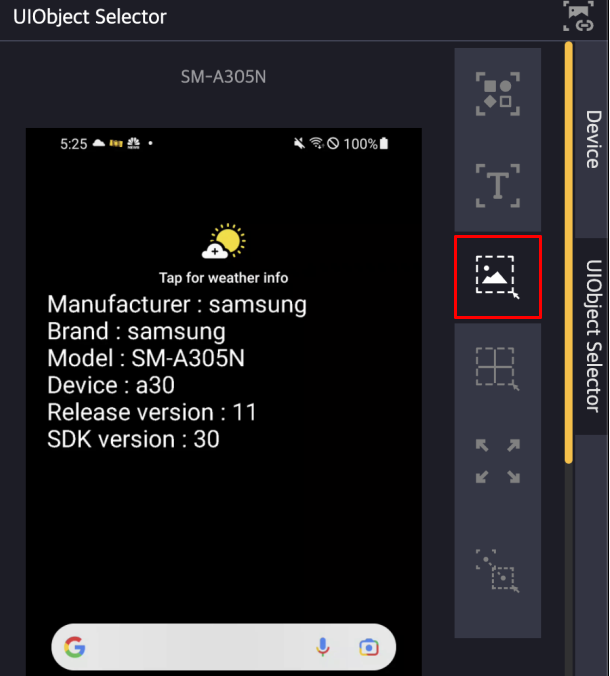 UIObject Selector
SM-A305N
5:25
100%
Tap for weather info
Manufacturer : samsung
Brand : samsung
Model : SM-A305N
Device : a30
Release version : 11
SDK version : 30
Device
UIObject Selector